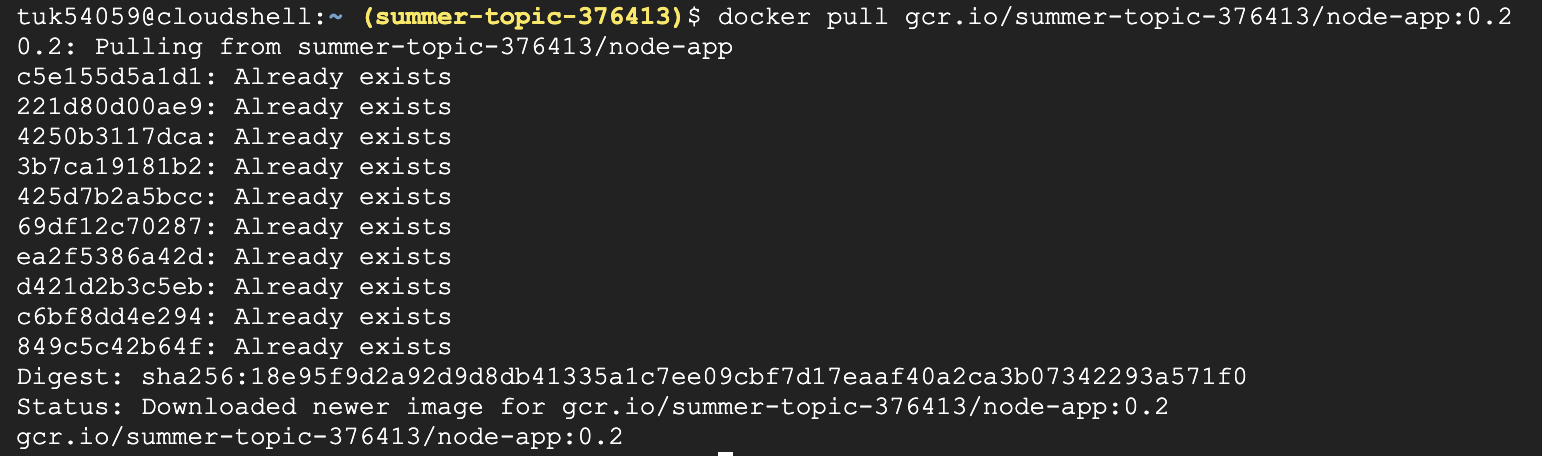 tuk54059@cloudshell:~ (summer-topic-376413)$ docker pull gcr.io/summer-topic-376413/node-app:0.2
0.2: Pulling from summer-topic-376413/node-app
c5e155d5a1d1: Already exists
221d80d00ae9: Already exists
4250b3117dca: Already exists
3b7ca19181b2: Already exists
425d7b2a5bcc: Already exists
69df12c70287: Already exists
ea2f5386a42d: Already exists
d421d2b3c5eb: Already exists
c6bf8dd4e294: Already exists
849c5c42b64f: Already exists
Digest: sha256:18e95f9d2a92d9d8db41335a1c7ee09cbf7d17eaaf40a2ca3b07342293a571f0
Status: Downloaded newer image for gcr.io/summer-topic-376413/node-app:0.2
gcr.io/summer-topic-376413/node-app:0.2